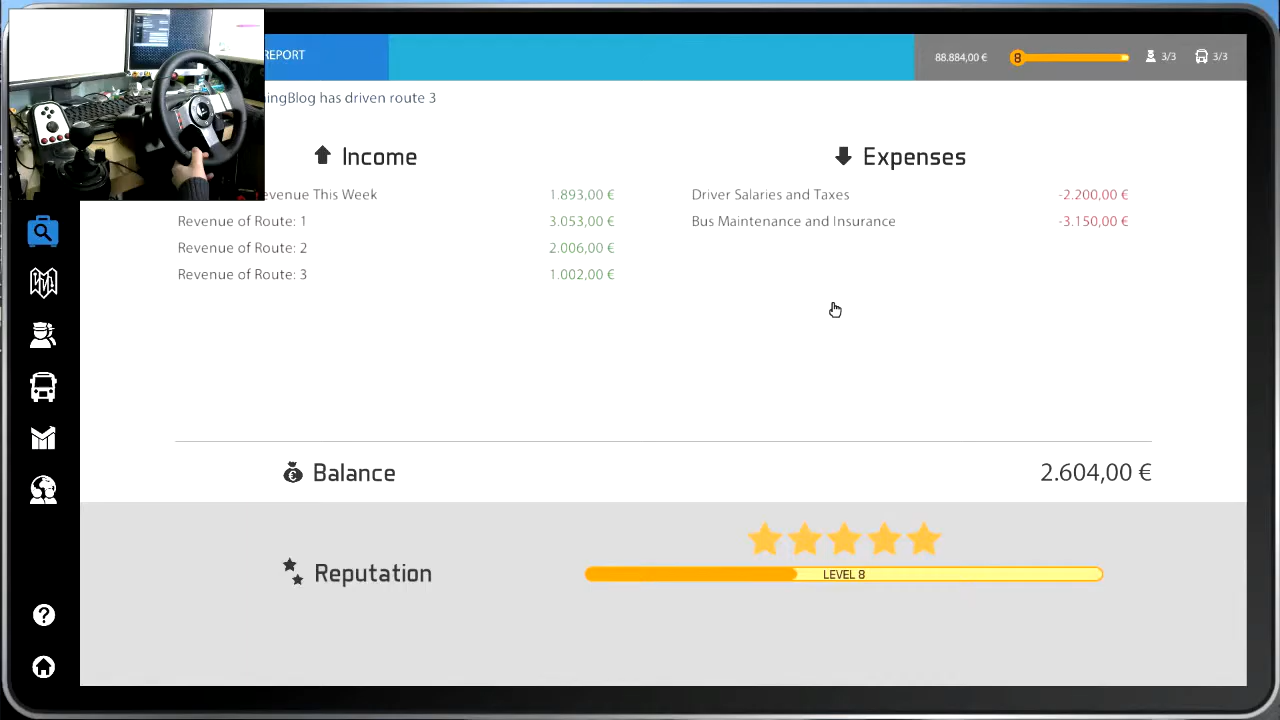 REPORT
88.884,00 €
8
3/3
3/3
ingBlog has driven route 3
Income
Expenses
evenue This Week 1.893,00 €
Driver Salaries and Taxes -2.200,00 €
Revenue of Route: 1 3.053,00 €
Bus Maintenance and Insurance -3.150,00 €
Revenue of Route: 2 2.006,00 €
Revenue of Route: 3 1.002,00 €
Balance 2.604,00 €
Reputation
LEVEL 8